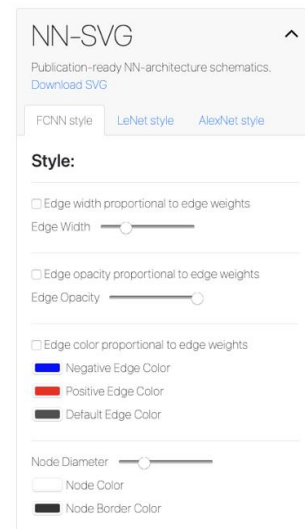 NN-SVG
Publication-ready NN-architecture schematics.
Download SVG
FCNN style
LeNet style
AlexNet style
Style:
Edge width proportional to edge weights
Edge Width
Edge opacity proportional to edge weights
Edge Opacity
Edge color proportional to edge weights
Negative Edge Color
Positive Edge Color
Default Edge Color
Node Diameter
Node Color
Node Border Color